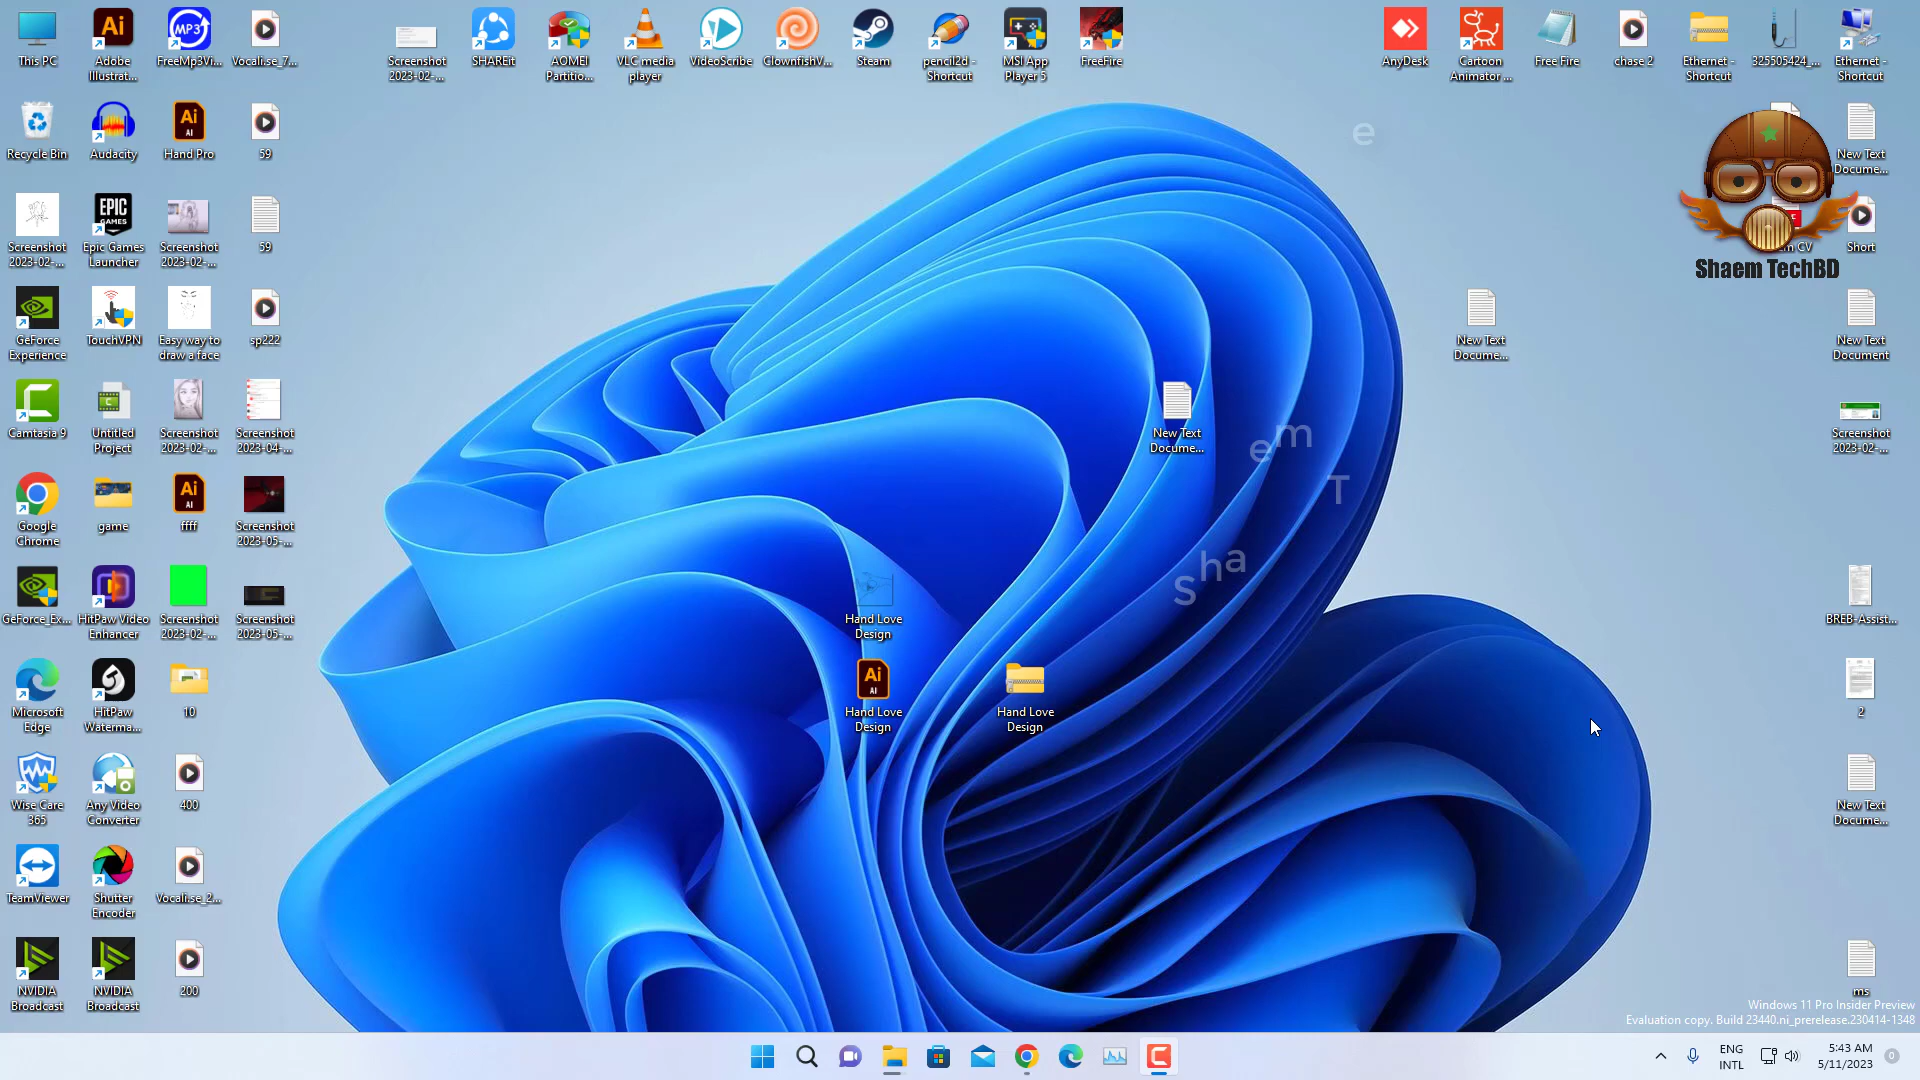 This PC
Adobe
Illustrat...
FreeMp3Vi...
Vocali.se_7...
Screenshot
2023-02-...
SHAREit
AOMEI
Partitio...
VLC media
player
VideoScribe
ClownfishV...
Steam
pencil2d -
Shortcut
MSI App
Player 5
FreeFire
AnyDesk
Cartoon
Animator ...
Free Fire
chase 2
Ethernet -
Shortcut
325505424_...
Ethernet -
Shortcut
Recycle Bin
Audacity
Hand Pro
59
New Text
Docume...
Screenshot
2023-02-...
Epic Games
Launcher
Screenshot
2023-02-...
59
CV
Short
Shaem TechBD
GeForce
Experience
TouchVPN
Easy way to
draw a face
sp222
New Text
Docume...
New Text
Document
Camtasia 9
Untitled
Project
Screenshot
2023-02-...
Screenshot
2023-04-...
New Text
Docume...
Screenshot
2023-02-...
Google
Chrome
game
ffff
Screenshot
2023-05-...
GeForce_Ex...
HitPaw Video
Enhancer
Screenshot
2023-02-...
Screenshot
2023-05-...
Hand Love
Design
BREB-Assist...
Microsoft
Edge
HitPaw
Waterma...
10
Hand Love
Design
Hand Love
Design
2
Wise Care
365
Any Video
Converter
400
New Text
Docume...
TeamViewer
Shutter
Encoder
Vocali.se_2...
NVIDIA
Broadcast
NVIDIA
Broadcast
200
ms
Windows 11 Pro Insider Preview
Evaluation copy. Build 23440.ni_prerelease.230414-1348
ENG
INTL
5:43 AM
5/11/2023